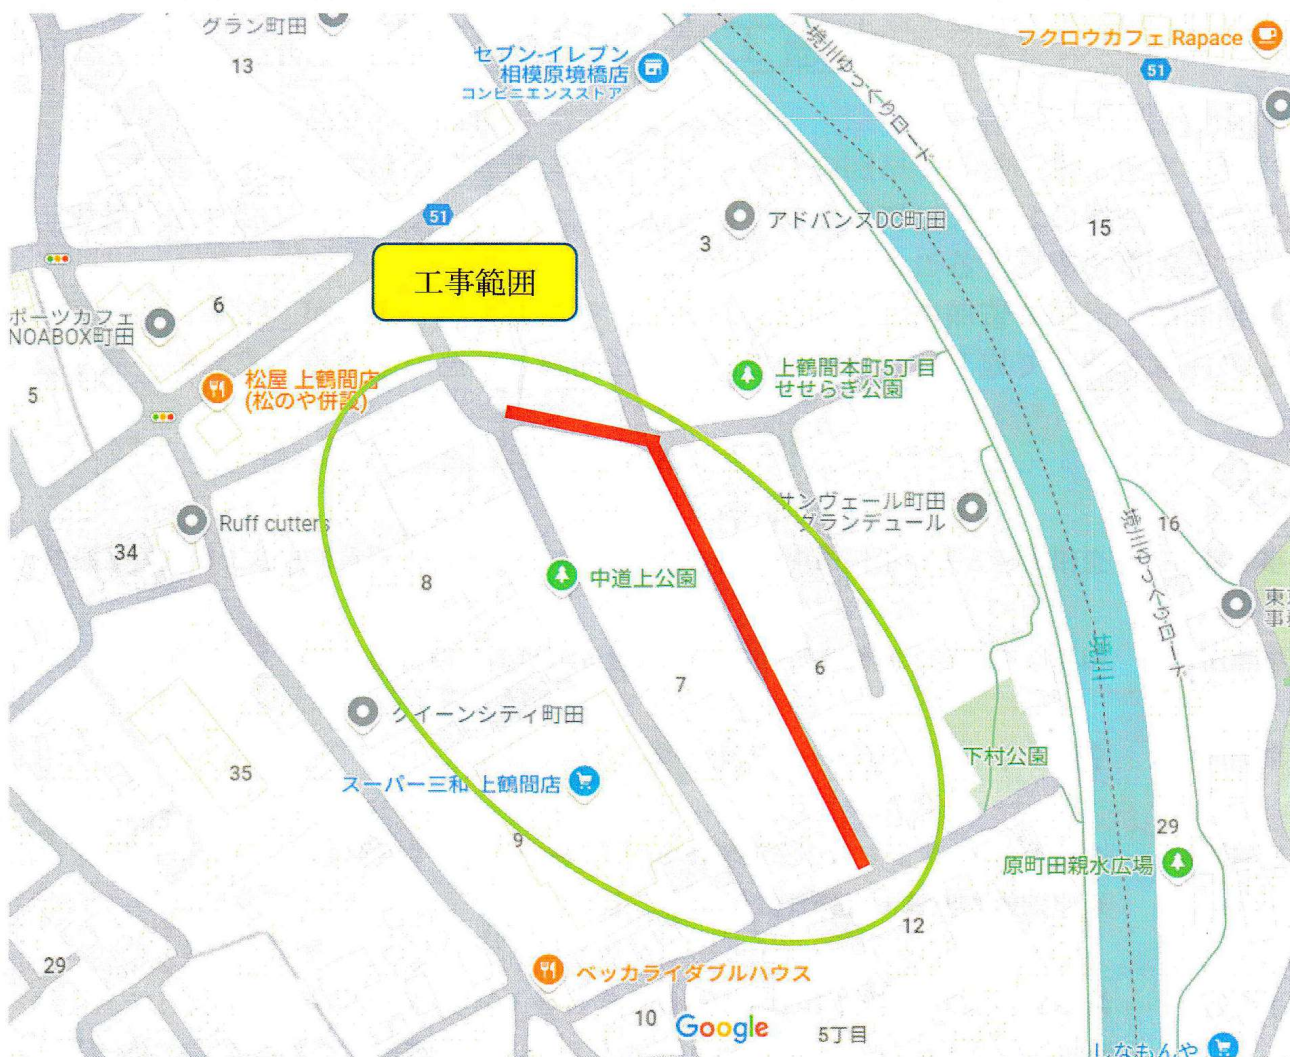 グラン町田
13
セブン-イレブン
相模原境橋店
コンビニエンスストア
境川ゆっくりロード
フクロウカフェ Rapace
51
51
アドバンスDC町田
3
15
工事範囲
6
ポーツカフェ
NOABOX町田
5
松屋 上鶴間店
(松のや併設)
上鶴間本町5丁目
せせらぎ公園
サンヴェール町田
グランデュール
16
境川ゆっくりロード
Ruff cutters
34
8
中道上公園
境川
7
6
クイーンシティ町田
35
スーパー三和 上鶴間店
下村公園
9
29
原町田親水広場
12
29
ベッカライダブルハウス
10
Google
5丁目
しなもんや